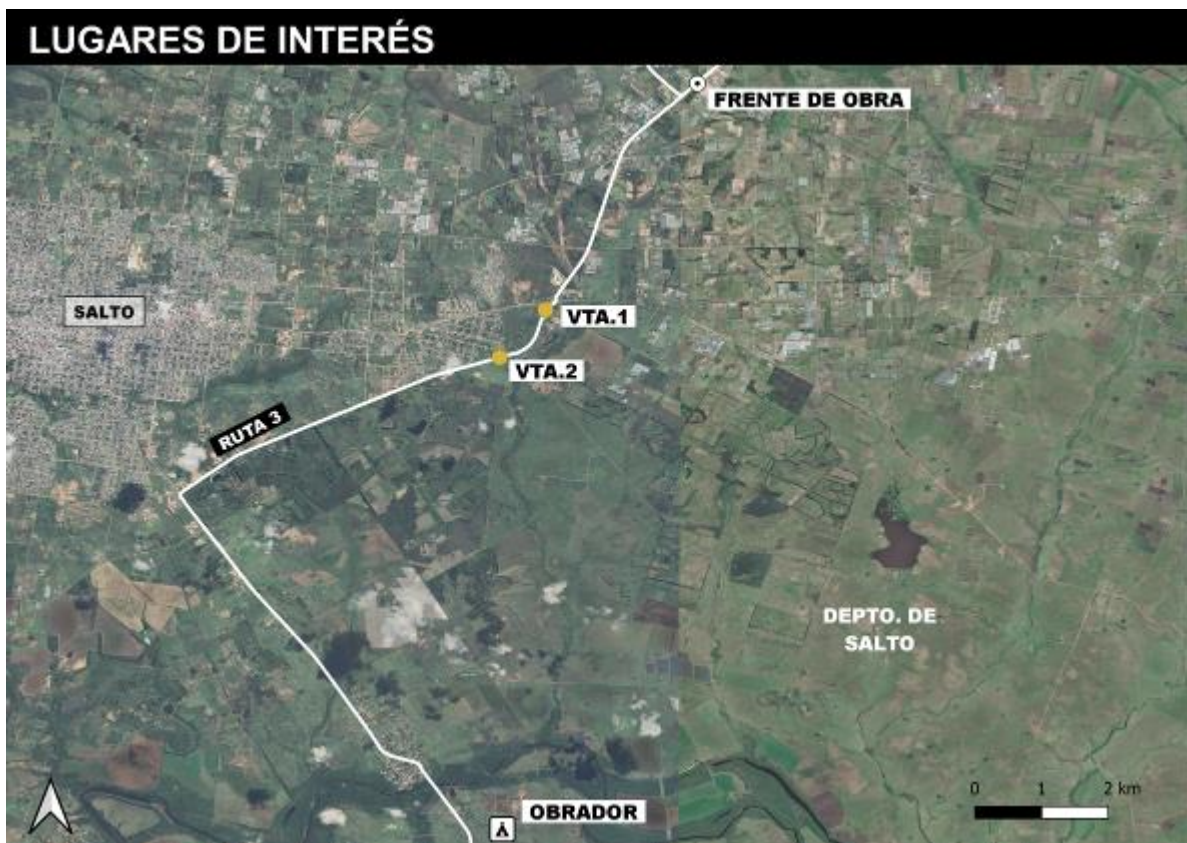 LUGARES DE INTERÉS
FRENTE DE OBRA
SALTO
VTA.1
VTA.2
RUTA 3
DEPTO. DE
SALTO
0 1 2 km
OBRADOR